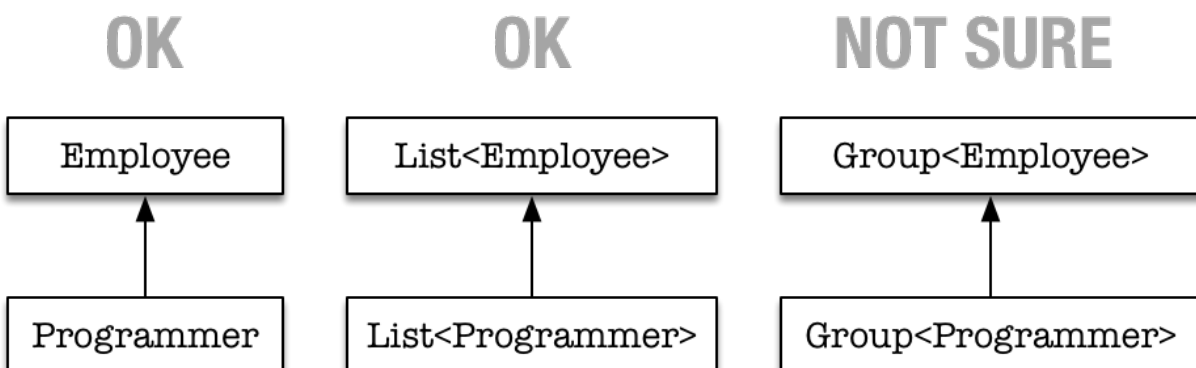 OK OK NOT SURE
Employee List<Employee> Group<Employee>
Programmer List<Programmer> Group<Programmer>